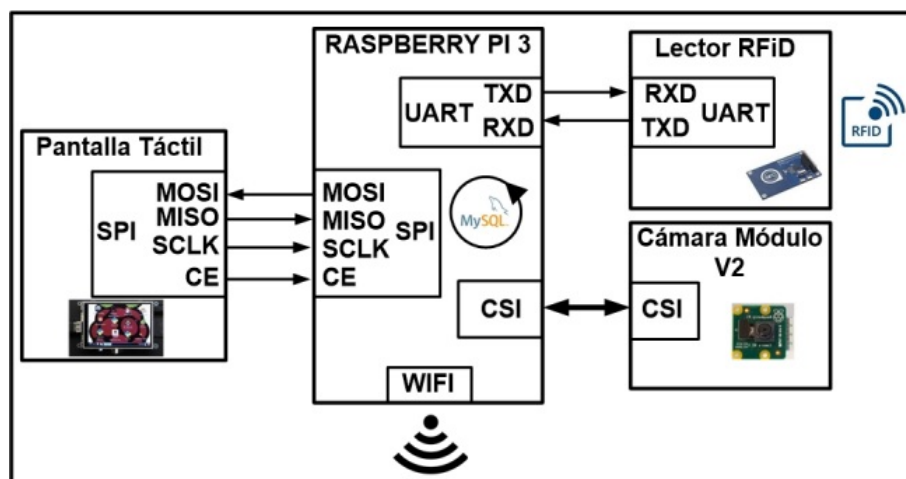 RASPBERRY PI 3
TXD
UART
RXD
MOSI
MISO
SPI
SCLK
CE
MySQL
CSI
WIFI
Lector RFiD
RXD
UART
TXD
RFID
Pantalla Táctil
MOSI
MISO
SPI
SCLK
CE
Cámara Módulo
V2
CSI